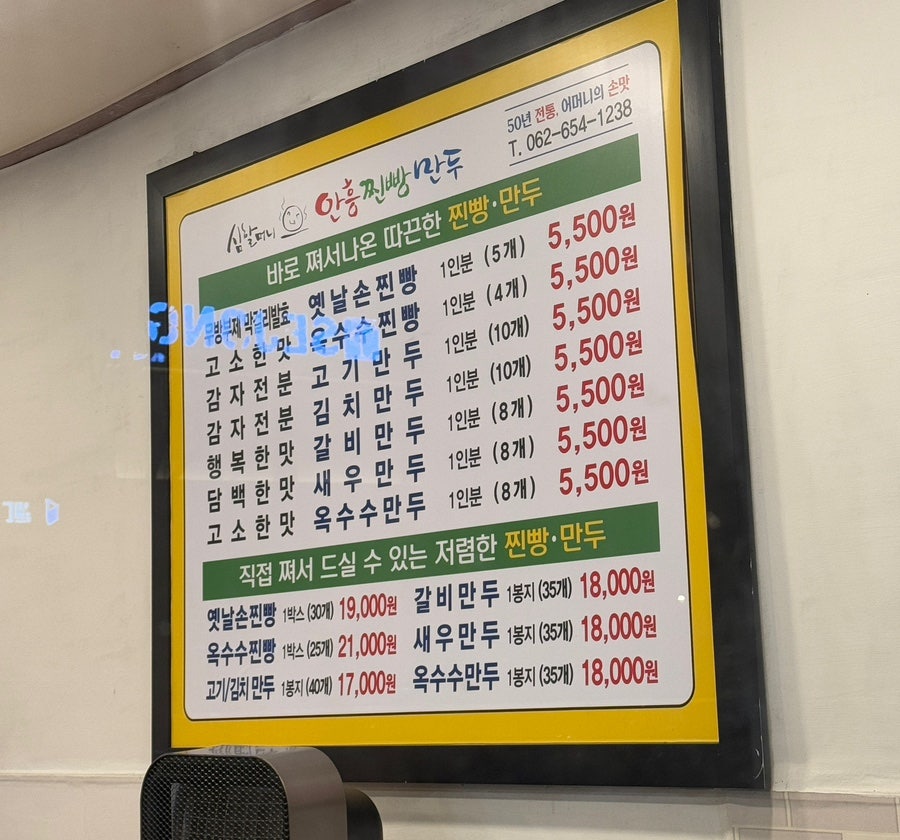 50년 전통, 어머니의 손맛
T. 062-654-1238
심할머니 안흥찐빵만두
바로 쪄서나온 따끈한 찐빵·만두
옛날손찐빵 1인분 (5개) 5,500원
고소한맛 옥수수찐빵 1인분 (4개) 5,500원
감자전분 고기만두 1인분 (10개) 5,500원
감자전분 김치만두 1인분 (10개) 5,500원
행복한맛 갈비만두 1인분 (8개) 5,500원
담백한맛 새우만두 1인분 (8개) 5,500원
고소한맛 옥수수만두 1인분 (8개) 5,500원
직접 쪄서 드실 수 있는 저렴한 찐빵·만두
옛날손찐빵 1박스 (30개) 19,000원
옥수수찐빵 1박스 (25개) 21,000원
고기/김치 만두 1봉지 (40개) 17,000원
갈비만두 1봉지 (35개) 18,000원
새우만두 1봉지 (35개) 18,000원
옥수수만두 1봉지 (35개) 18,000원